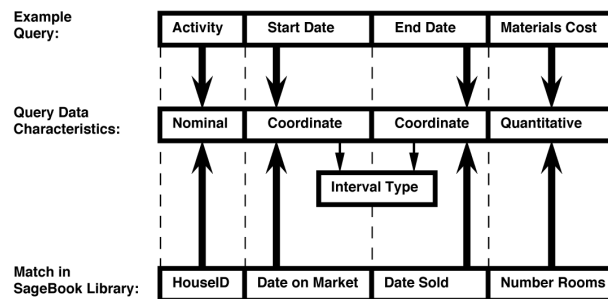 Example
Query:
Activity
Start Date
End Date
Materials Cost
Query Data
Characteristics:
Nominal
Coordinate
Coordinate
Quantitative
Interval Type
Match in
SageBook Library:
HouseID
Date on Market
Date Sold
Number Rooms